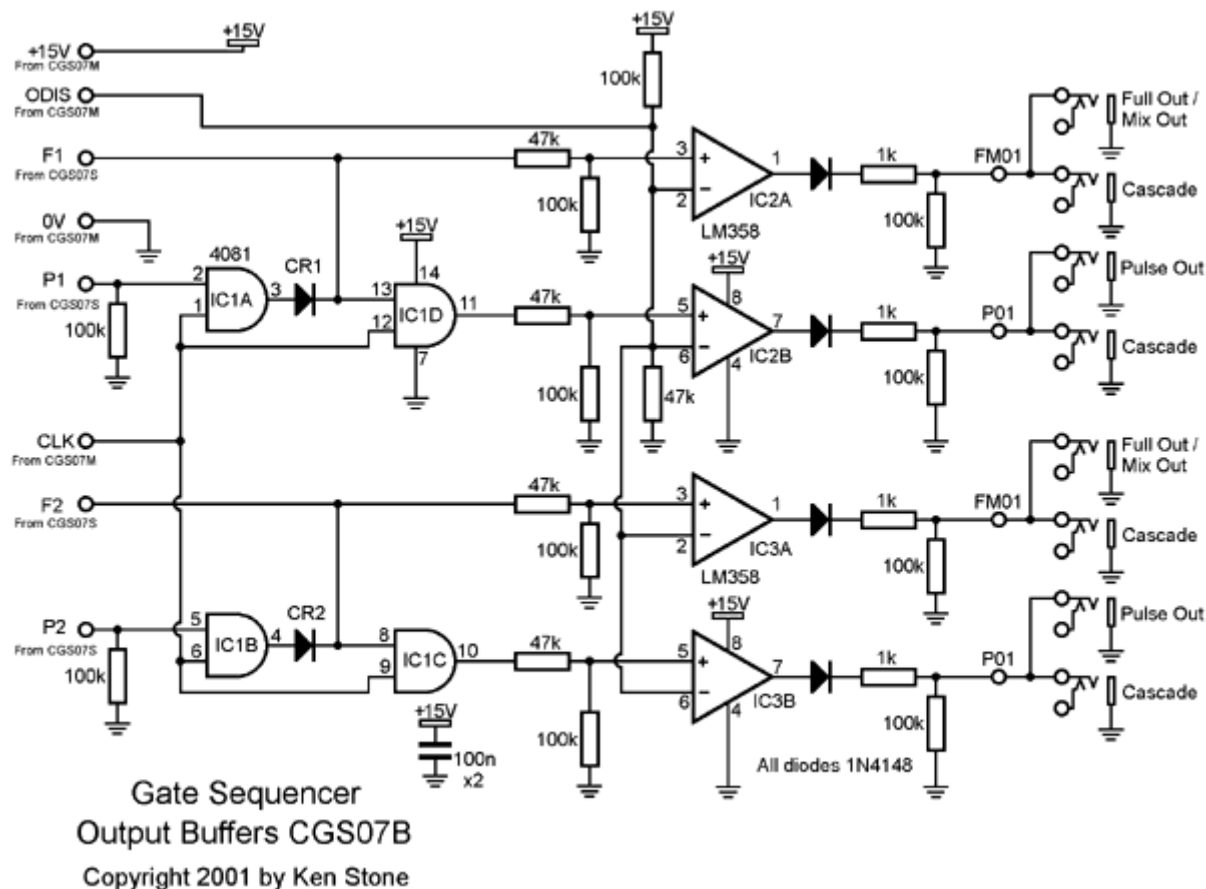 +15V
From CGS07M
+15V
ODIS
From CGS07M
F1
From CGS07S
0V
From CGS07M
P1
From CGS07S
100k
4081
2
1
IC1A
3
CR1
+15V
14
13
12
IC1D
11
7
+15V
100k
47k
100k
3
2
1
IC2A
LM358
1k
100k
FM01
Full Out /
Mix Out
Cascade
47k
100k
+15V
8
5
6
7
IC2B
4
47k
1k
100k
P01
Pulse Out
Cascade
CLK
From CGS07M
F2
From CGS07S
47k
100k
3
2
1
IC3A
LM358
1k
100k
FM01
Full Out /
Mix Out
Cascade
P2
From CGS07S
100k
5
6
IC1B
4
CR2
8
9
IC1C
10
47k
100k
+15V
8
5
6
7
IC3B
4
1k
100k
P01
Pulse Out
Cascade
+15V
100n
x2
All diodes 1N4148
Gate Sequencer
Output Buffers CGS07B
Copyright 2001 by Ken Stone